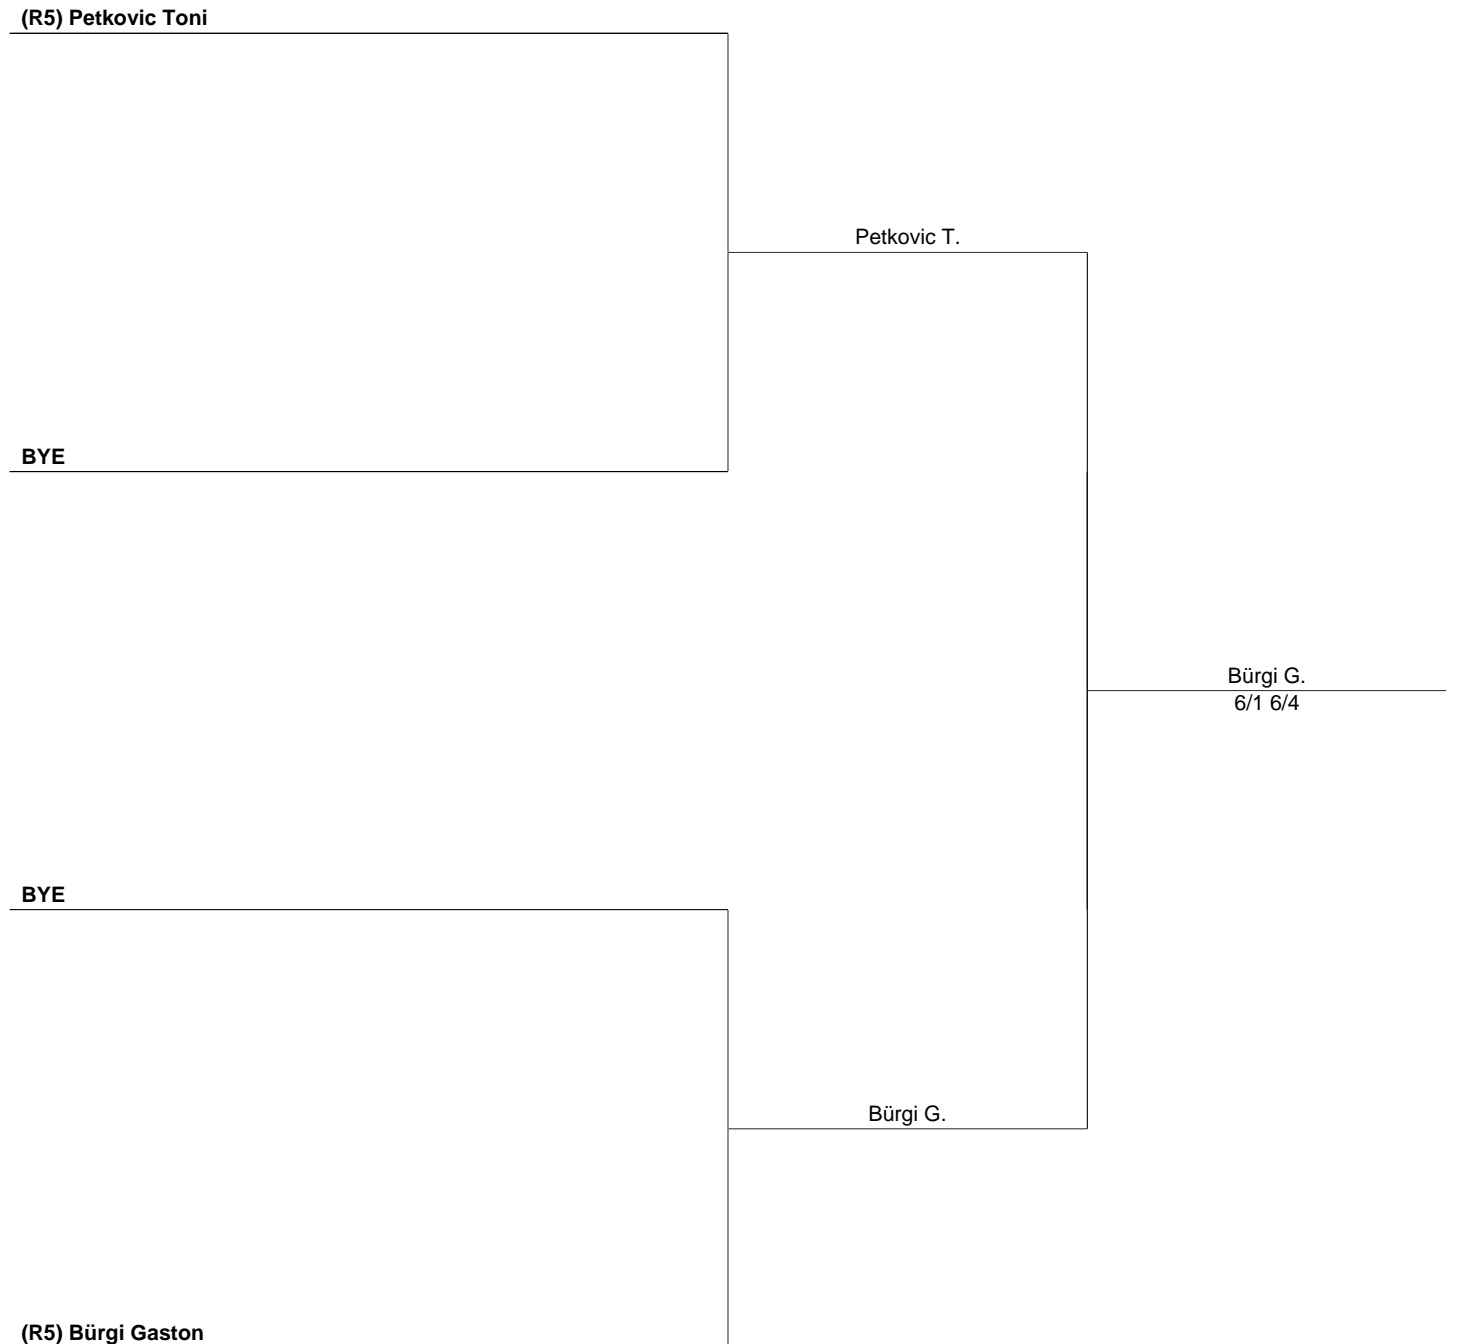 (R5) Petkovic Toni
Petkovic T.
BYE
Bürgi G.
6/1 6/4
BYE
Bürgi G.
(R5) Bürgi Gaston